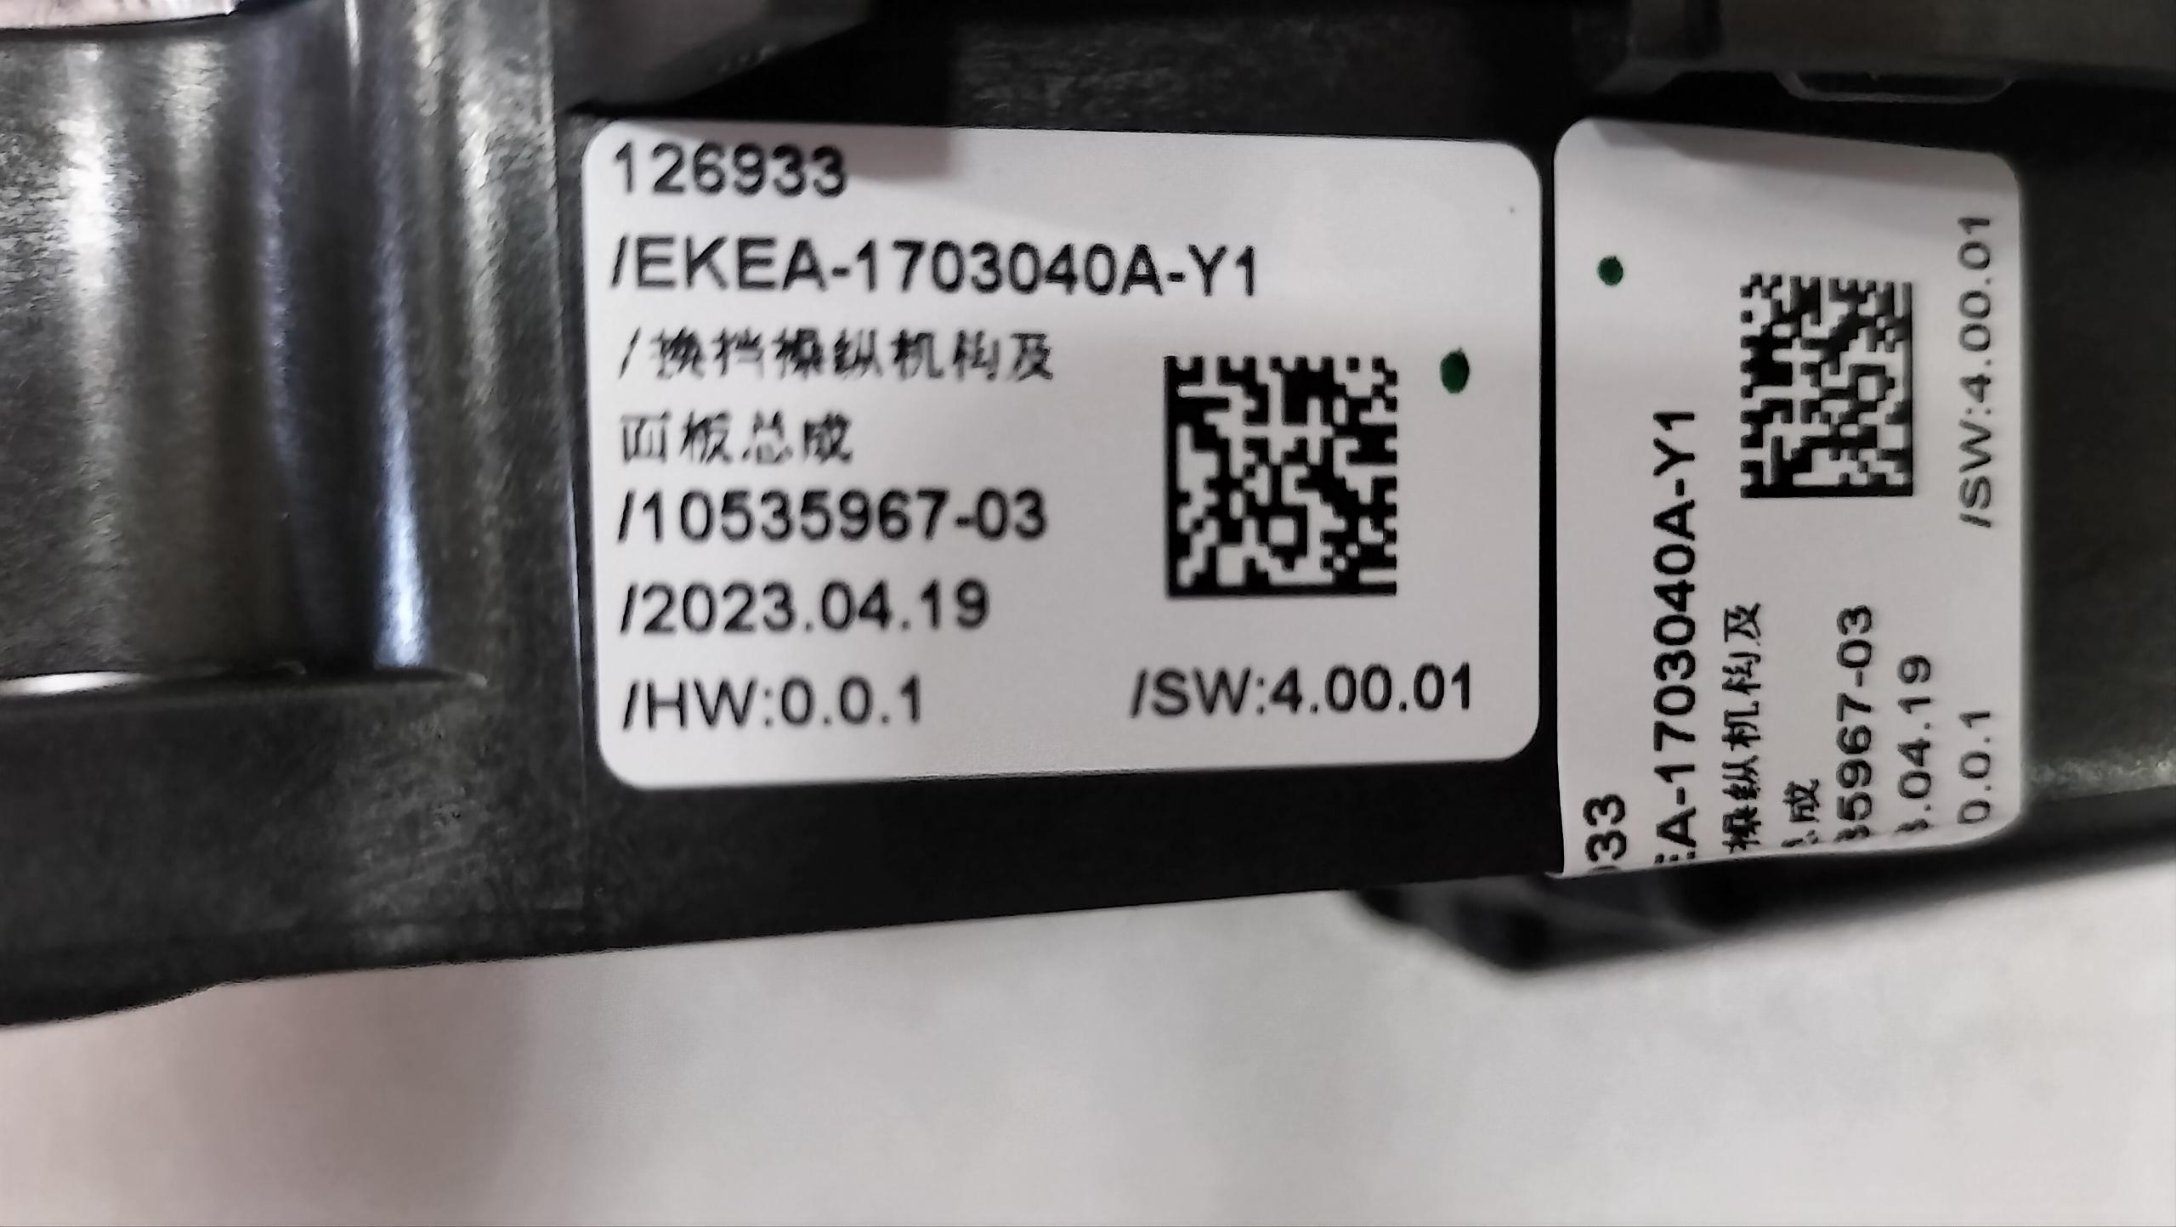 126933
/EKEA-1703040A-Y1
/换挡操纵机构及
面板总成
/10535967-03
/2023.04.19
/HW:0.0.1 /SW:4.00.01
33
A-1703040A-Y1
操纵机构及
成
35967-03
.04.19
0.0.1 /SW:4.00.01